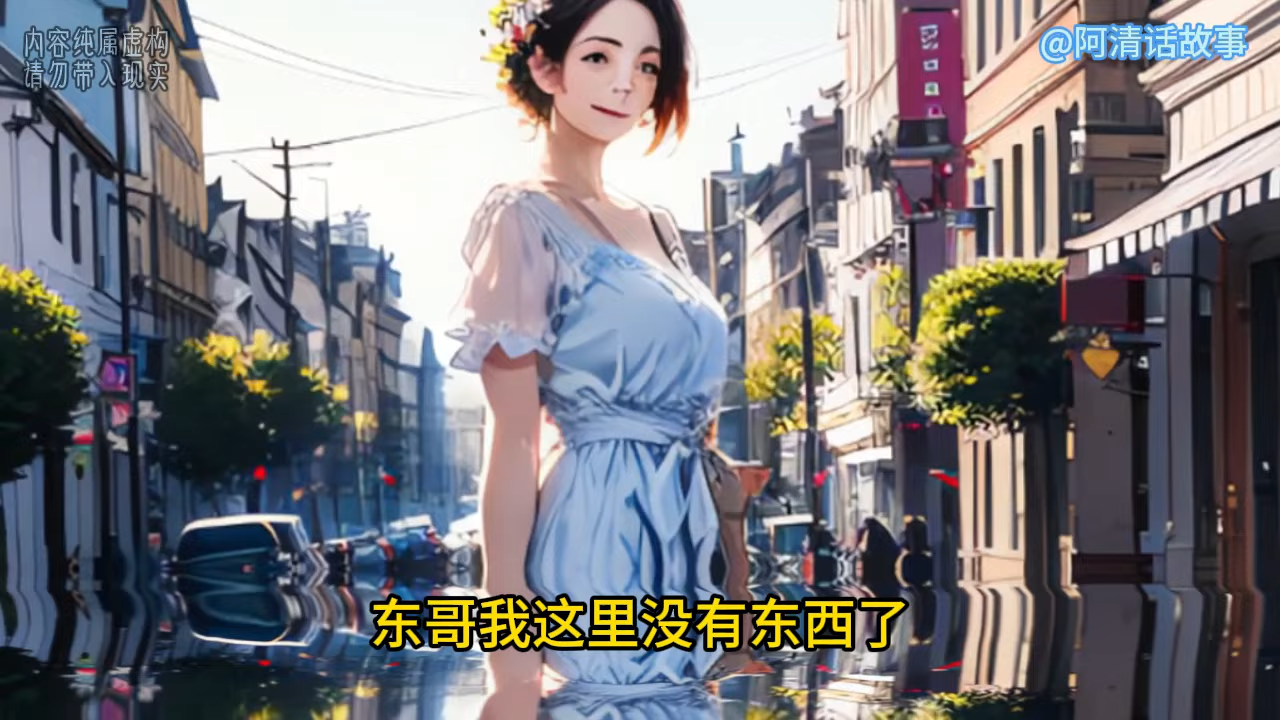 内容纯属虚构
请勿带入现实
@阿清话故事
东哥我这里没有东西了